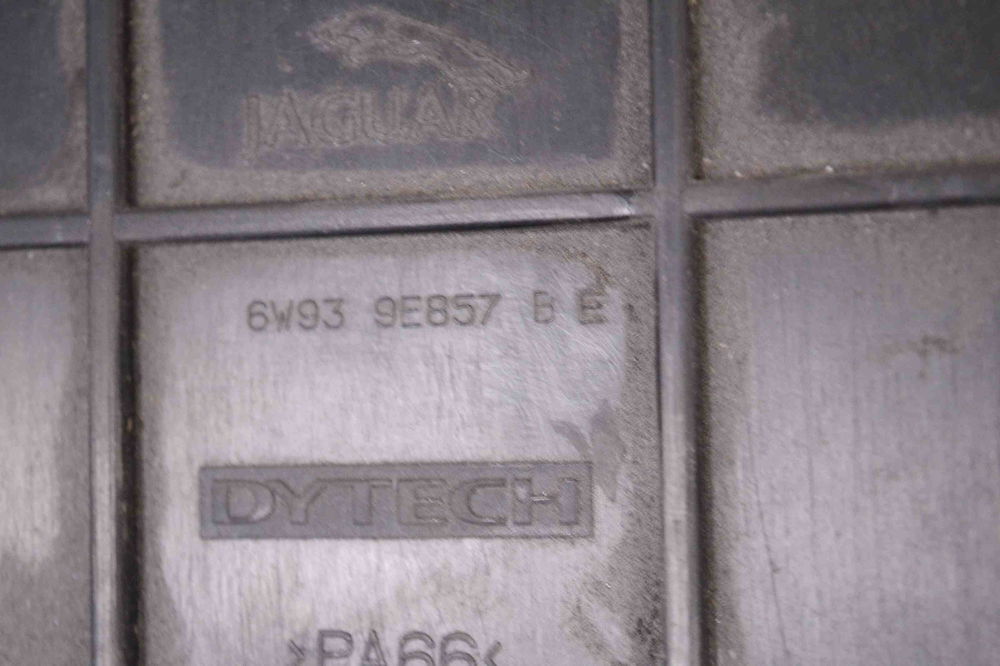 JAGUAR
6W93 9E857 B E
DYTECH
>PA66<